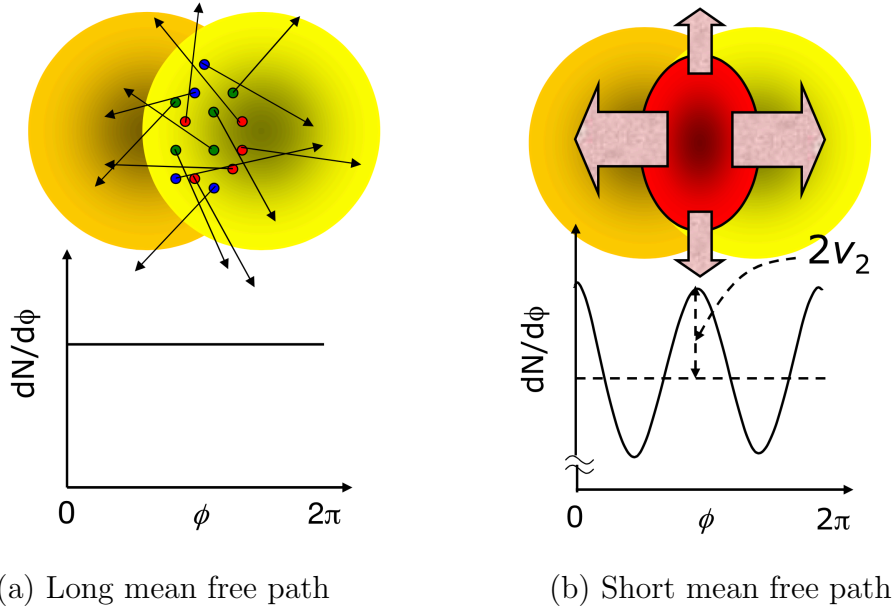 2v₂
dN/dϕ
dN/dϕ
0
ϕ
2π
0
ϕ
2π
(a) Long mean free path
(b) Short mean free path